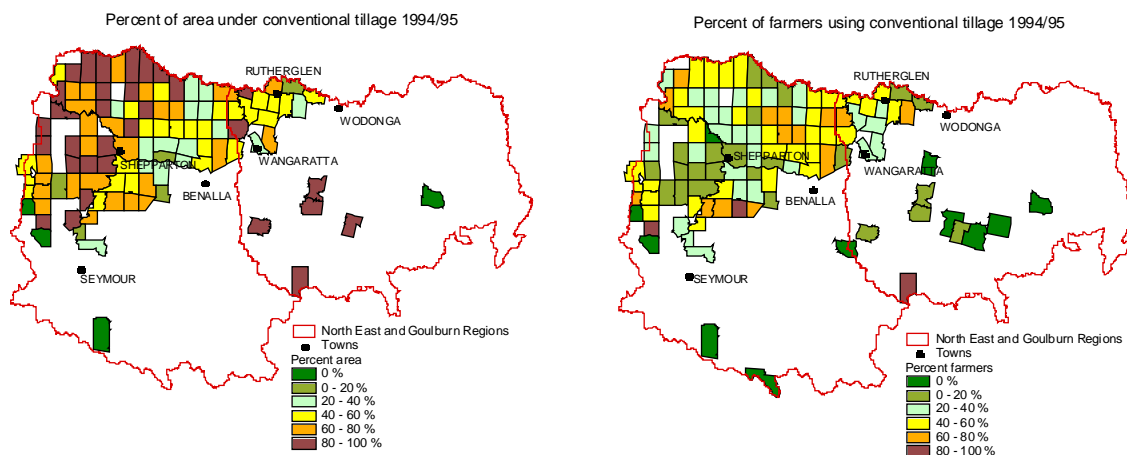 Percent of area under conventional tillage 1994/95
RUTHERGLEN
WODONGA
WANGARATTA
SHEPPARTON
BENALLA
SEYMOUR
North East and Goulburn Regions
Towns
Percent area
0 %
0 - 20 %
20 - 40 %
40 - 60 %
60 - 80 %
80 - 100 %
Percent of farmers using conventional tillage 1994/95
RUTHERGLEN
WODONGA
SHEPPARTON
WANGARATTA
BENALLA
SEYMOUR
North East and Goulburn Regions
Towns
Percent farmers
0 %
0 - 20 %
20 - 40 %
40 - 60 %
60 - 80 %
80 - 100 %